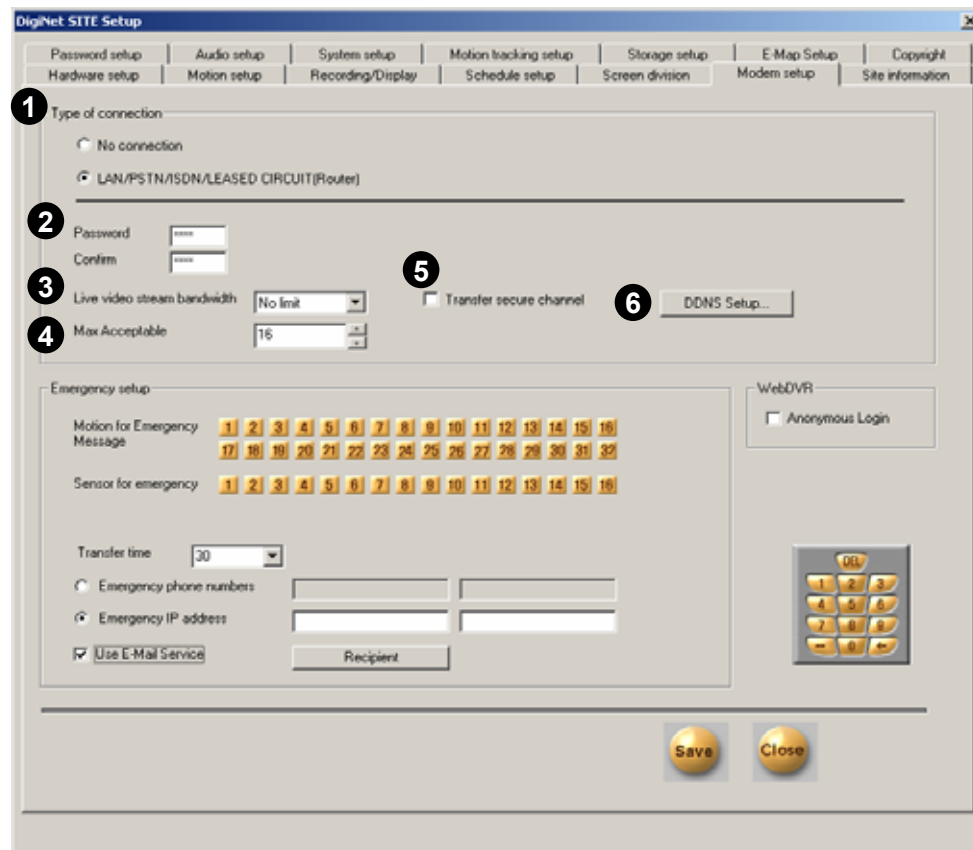 DigiNet SITE Setup
Password setup Audio setup System setup Motion tracking setup Storage setup E-Map Setup Copyright
Hardware setup Motion setup Recording/Display Schedule setup Screen division Modem setup Site information
1 Type of connection
No connection
LAN/PSTN/ISDN/LEASED CIRCUIT(Router)
2 Password ****
Confirm ****
3 Live video stream bandwidth No limit 5 Transfer secure channel 6 DDNS Setup...
4 Max Acceptable 16
Emergency setup
Motion for Emergency Message
1 2 3 4 5 6 7 8 9 10 11 12 13 14 15 16
17 18 19 20 21 22 23 24 25 26 27 28 29 30 31 32
Sensor for emergency 1 2 3 4 5 6 7 8 9 10 11 12 13 14 15 16
Transfer time 30
Emergency phone numbers
Emergency IP address
Use E-Mail Service Recipient
WebDVR
Anonymous Login
DEL
1 2 3
4 5 6
7 8 9
- 0 ←
Save Close